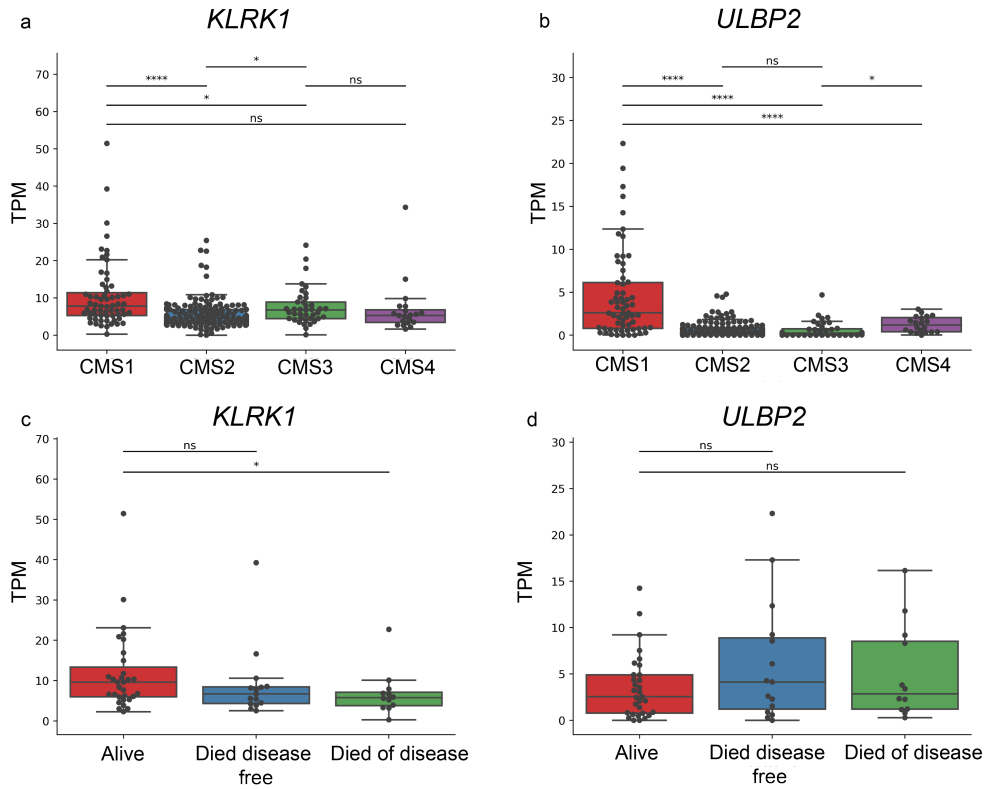 a
KLRK1
TPM
70
60
50
40
30
20
10
0
*
**** ns
*
ns
CMS1 CMS2 CMS3 CMS4
b
ULBP2
TPM
30
25
20
15
10
5
0
ns
**** *
****
****
CMS1 CMS2 CMS3 CMS4
c
KLRK1
TPM
70
60
50
40
30
20
10
0
ns
*
Alive Died disease Died of disease
free
d
ULBP2
TPM
30
25
20
15
10
5
0
ns
ns
Alive Died disease Died of disease
free